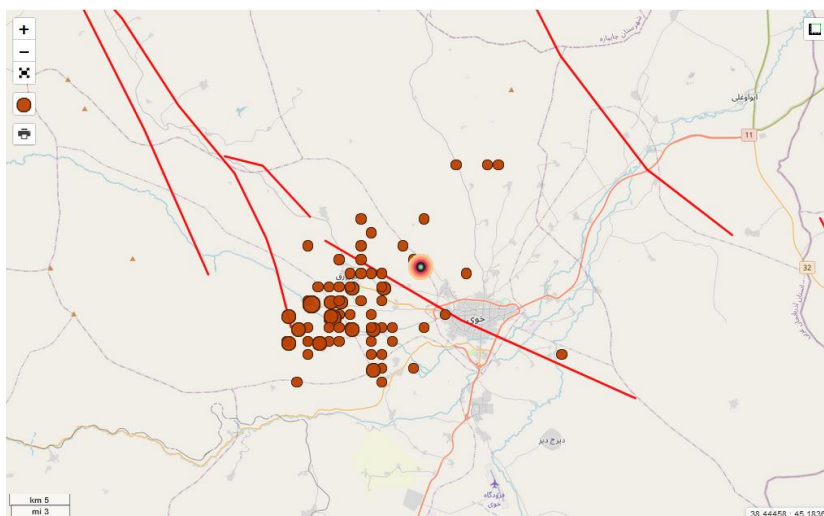 +
−
شهرستان چایپاره
ایواوغلی
11
32
خوی
دیزج دیز
فرودگاه
خوی
km 5
mi 3
38.44458 : 45.1836